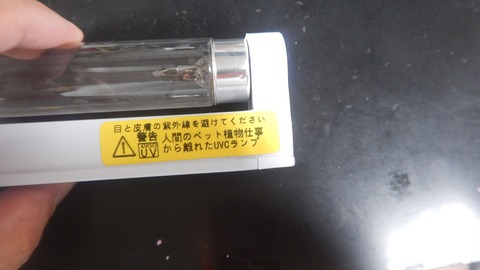 目と皮膚の紫外線を避けてください
警告 人間のペット植物仕事
UV から離れたUVCランプ